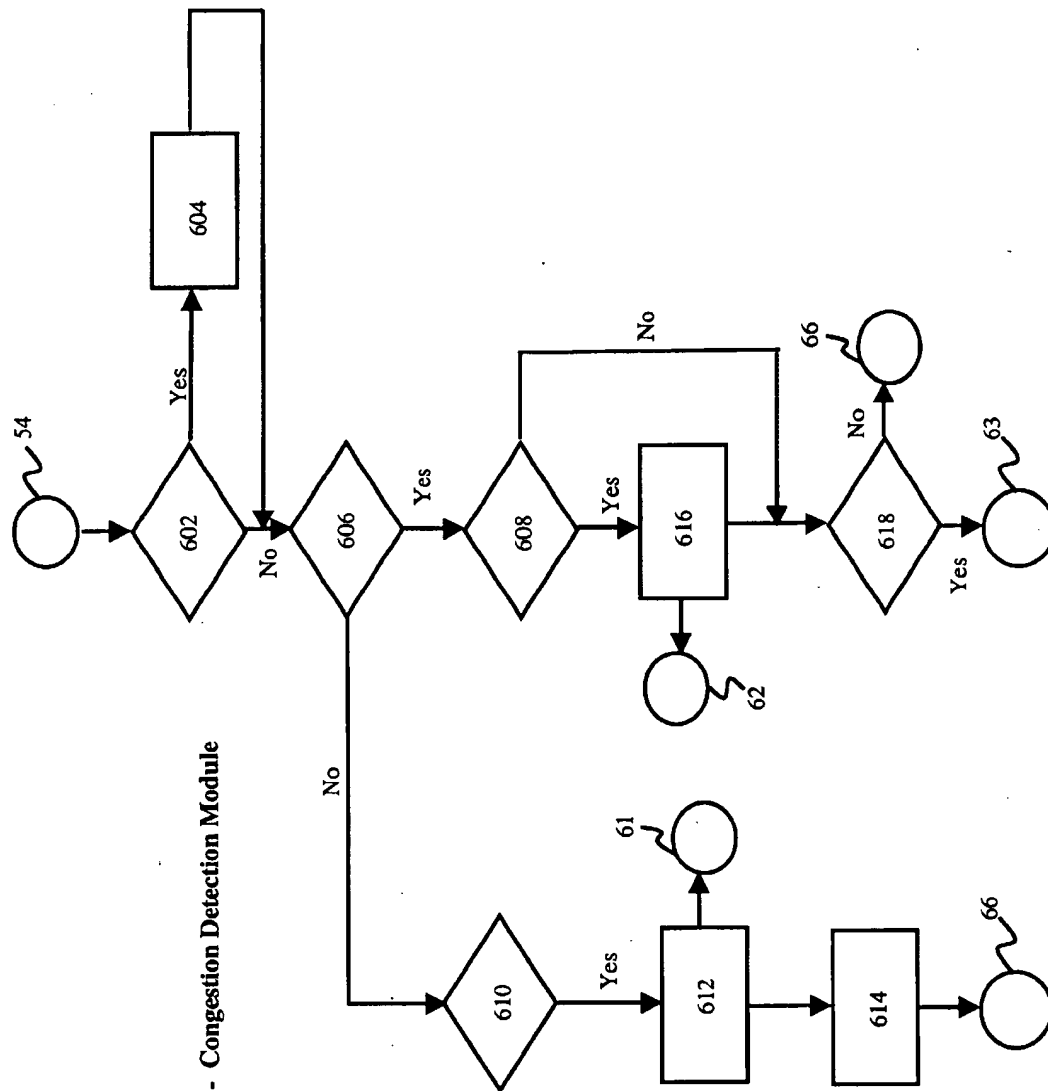 54
602
Yes
604
No
606
No
Yes
608
No
Yes
616
62
618
No
66
Yes
63
- Congestion Detection Module
610
Yes
612
61
614
66